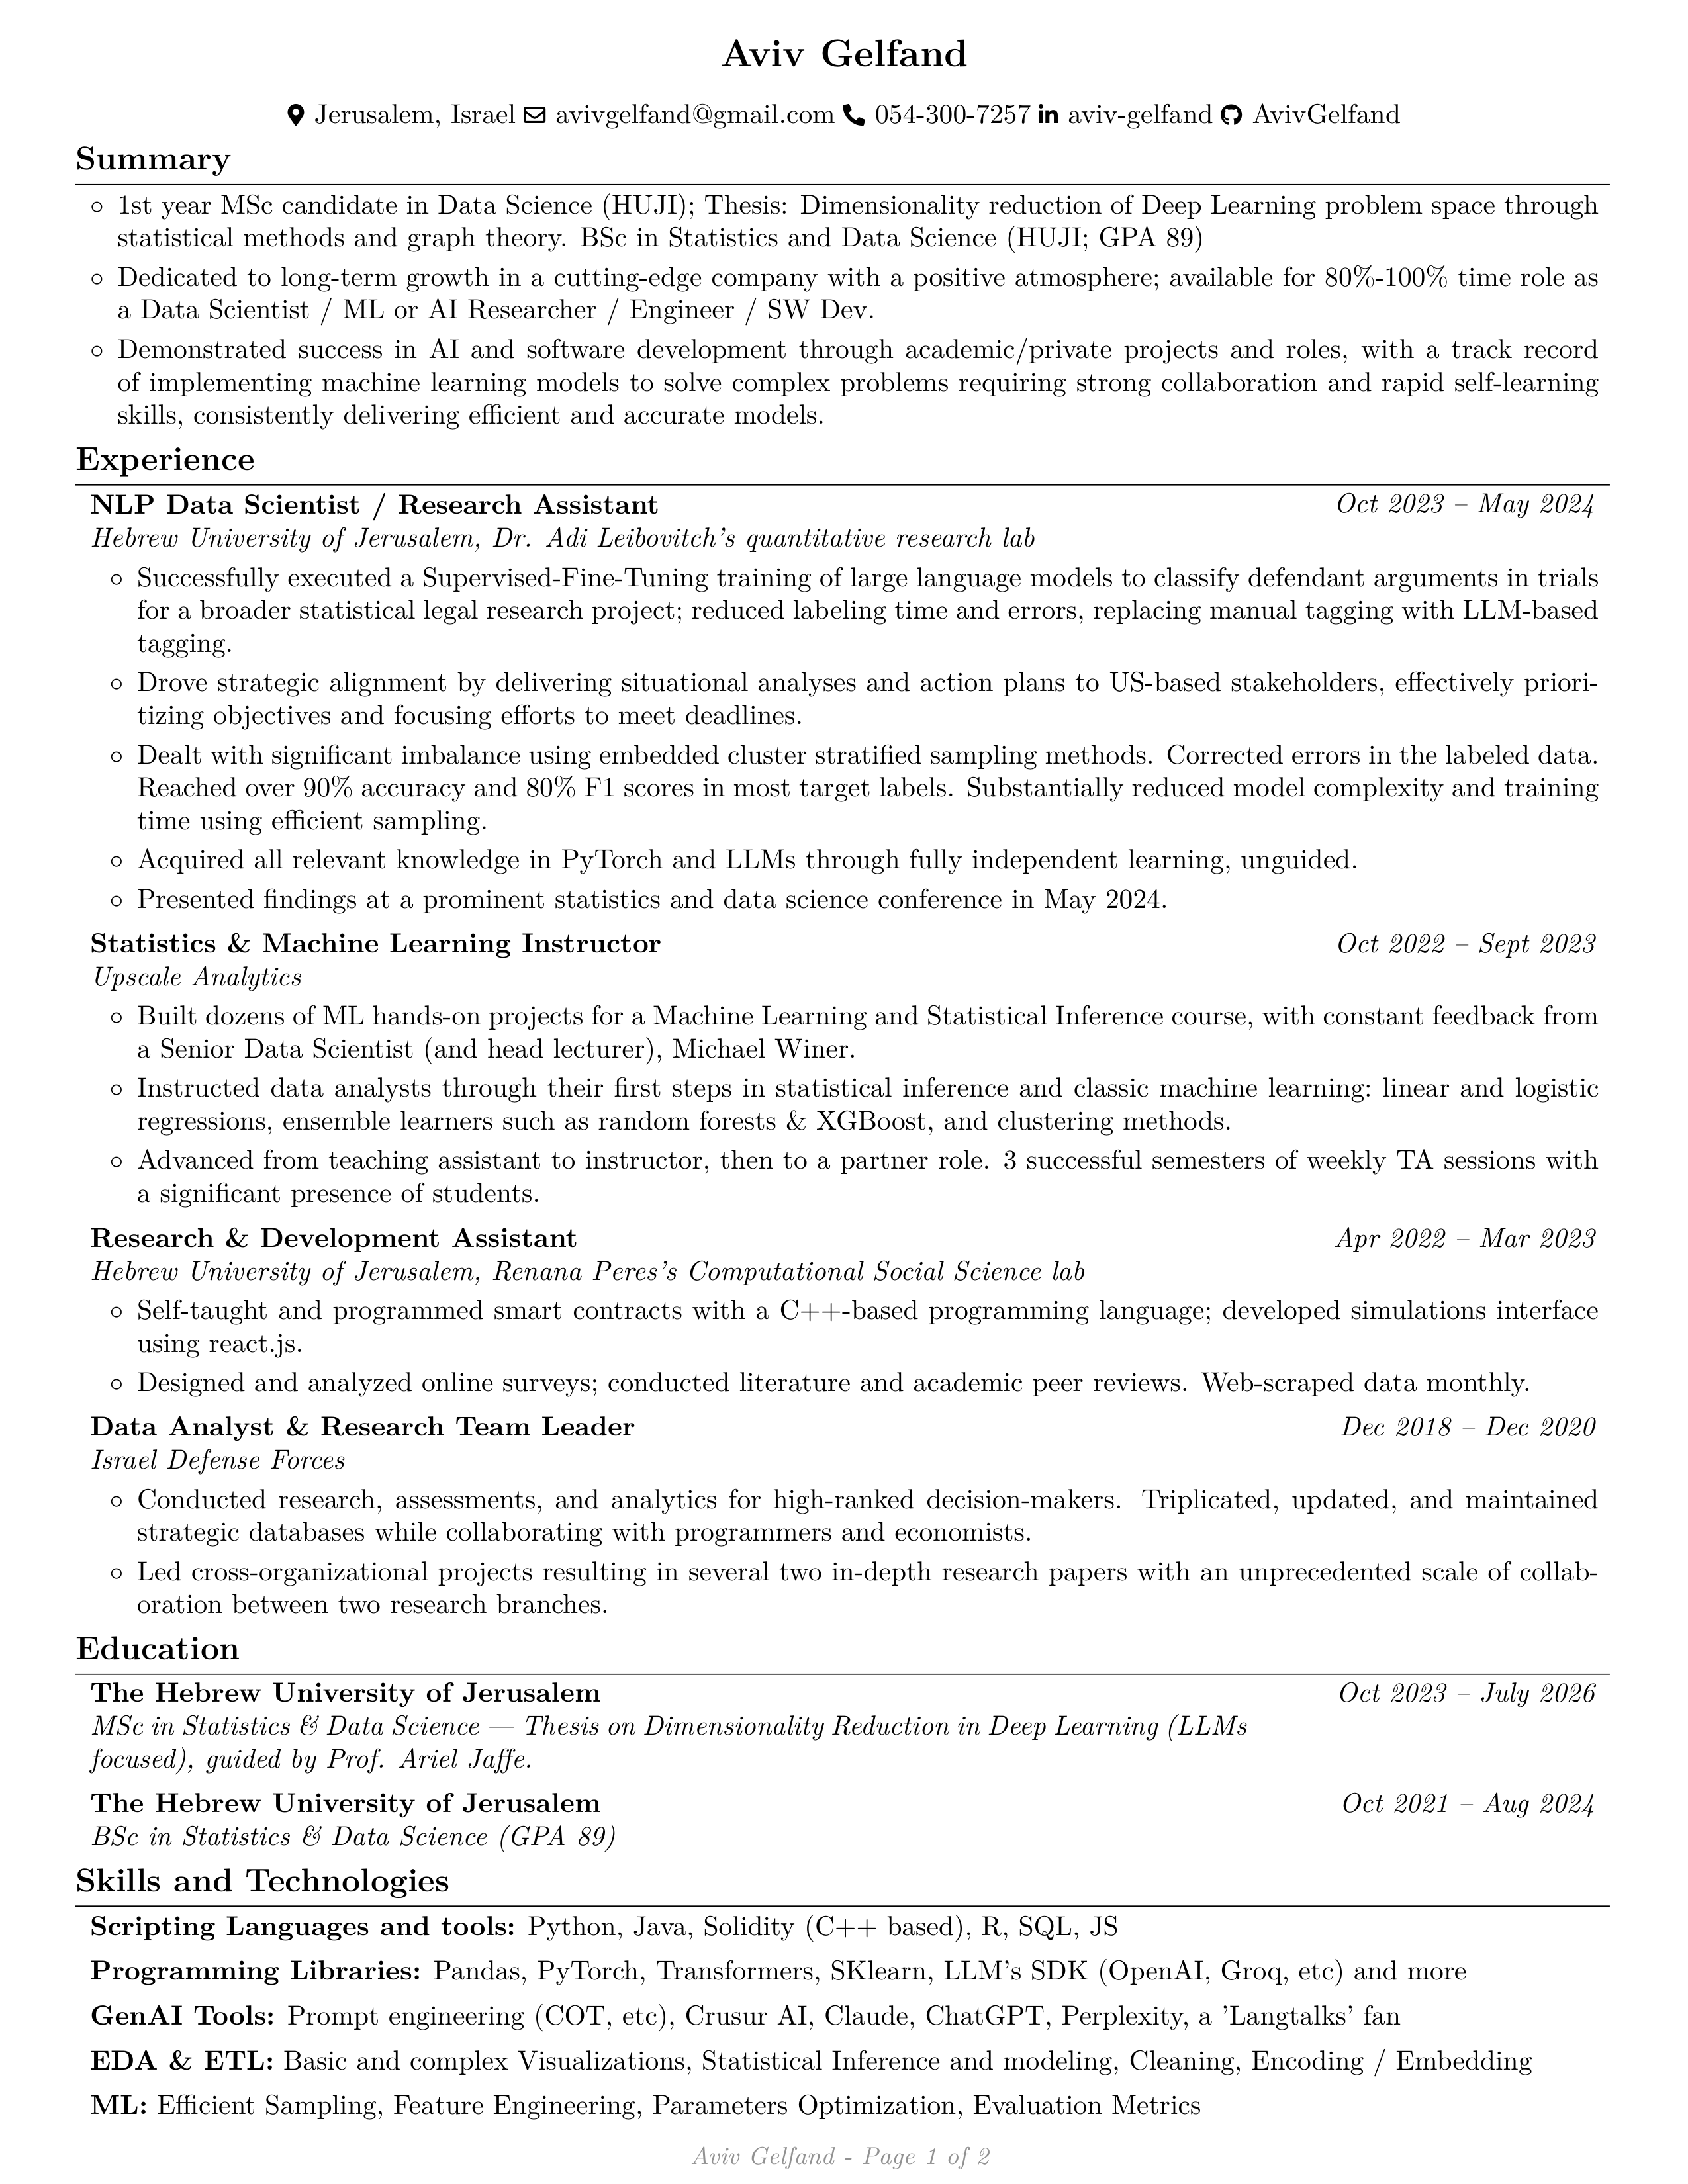 Aviv Gelfand
Jerusalem, Israel avivgelfand@gmail.com 054-300-7257 aviv-gelfand AvivGelfand
Summary
◦ 1st year MSc candidate in Data Science (HUJI); Thesis: Dimensionality reduction of Deep Learning problem space through
statistical methods and graph theory. BSc in Statistics and Data Science (HUJI; GPA 89)
◦ Dedicated to long-term growth in a cutting-edge company with a positive atmosphere; available for 80%-100% time role as
a Data Scientist / ML or AI Researcher / Engineer / SW Dev.
◦ Demonstrated success in AI and software development through academic/private projects and roles, with a track record
of implementing machine learning models to solve complex problems requiring strong collaboration and rapid self-learning
skills, consistently delivering efficient and accurate models.
Experience
NLP Data Scientist / Research Assistant Oct 2023 – May 2024
Hebrew University of Jerusalem, Dr. Adi Leibovitch's quantitative research lab
◦ Successfully executed a Supervised-Fine-Tuning training of large language models to classify defendant arguments in trials
for a broader statistical legal research project; reduced labeling time and errors, replacing manual tagging with LLM-based
tagging.
◦ Drove strategic alignment by delivering situational analyses and action plans to US-based stakeholders, effectively priori-
tizing objectives and focusing efforts to meet deadlines.
◦ Dealt with significant imbalance using embedded cluster stratified sampling methods. Corrected errors in the labeled data.
Reached over 90% accuracy and 80% F1 scores in most target labels. Substantially reduced model complexity and training
time using efficient sampling.
◦ Acquired all relevant knowledge in PyTorch and LLMs through fully independent learning, unguided.
◦ Presented findings at a prominent statistics and data science conference in May 2024.
Statistics & Machine Learning Instructor Oct 2022 – Sept 2023
Upscale Analytics
◦ Built dozens of ML hands-on projects for a Machine Learning and Statistical Inference course, with constant feedback from
a Senior Data Scientist (and head lecturer), Michael Winer.
◦ Instructed data analysts through their first steps in statistical inference and classic machine learning: linear and logistic
regressions, ensemble learners such as random forests & XGBoost, and clustering methods.
◦ Advanced from teaching assistant to instructor, then to a partner role. 3 successful semesters of weekly TA sessions with
a significant presence of students.
Research & Development Assistant Apr 2022 – Mar 2023
Hebrew University of Jerusalem, Renana Peres's Computational Social Science lab
◦ Self-taught and programmed smart contracts with a C++-based programming language; developed simulations interface
using react.js.
◦ Designed and analyzed online surveys; conducted literature and academic peer reviews. Web-scraped data monthly.
Data Analyst & Research Team Leader Dec 2018 – Dec 2020
Israel Defense Forces
◦ Conducted research, assessments, and analytics for high-ranked decision-makers. Triplicated, updated, and maintained
strategic databases while collaborating with programmers and economists.
◦ Led cross-organizational projects resulting in several two in-depth research papers with an unprecedented scale of collab-
oration between two research branches.
Education
The Hebrew University of Jerusalem Oct 2023 – July 2026
MSc in Statistics & Data Science — Thesis on Dimensionality Reduction in Deep Learning (LLMs
focused), guided by Prof. Ariel Jaffe.
The Hebrew University of Jerusalem Oct 2021 – Aug 2024
BSc in Statistics & Data Science (GPA 89)
Skills and Technologies
Scripting Languages and tools: Python, Java, Solidity (C++ based), R, SQL, JS
Programming Libraries: Pandas, PyTorch, Transformers, SKlearn, LLM's SDK (OpenAI, Groq, etc) and more
GenAI Tools: Prompt engineering (COT, etc), Crusur AI, Claude, ChatGPT, Perplexity, a 'Langtalks' fan
EDA & ETL: Basic and complex Visualizations, Statistical Inference and modeling, Cleaning, Encoding / Embedding
ML: Efficient Sampling, Feature Engineering, Parameters Optimization, Evaluation Metrics
Aviv Gelfand - Page 1 of 2